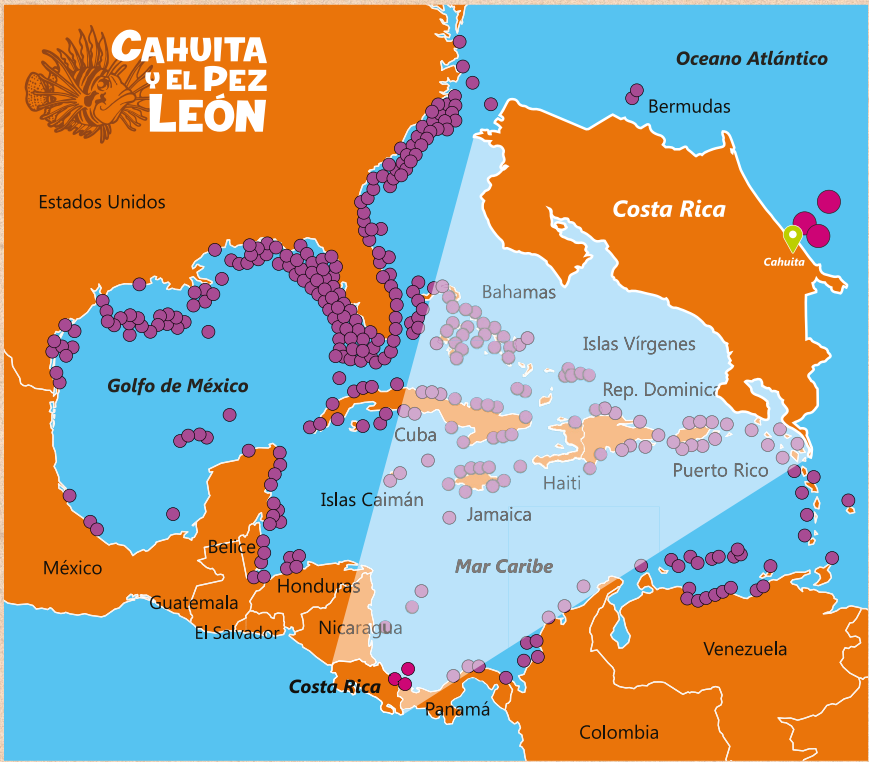 CAHUITA
Y EL PEZ
LEÓN
Oceano Atlántico
Bermudas
Estados Unidos
Costa Rica
Cahuita
Bahamas
Islas Vírgenes
Golfo de México
Rep. Dominica
Cuba
Puerto Rico
Haiti
Islas Caimán
Jamaica
Belice
México
Mar Caribe
Honduras
Guatemala
El Salvador
Nicaragua
Venezuela
Costa Rica
Panamá
Colombia